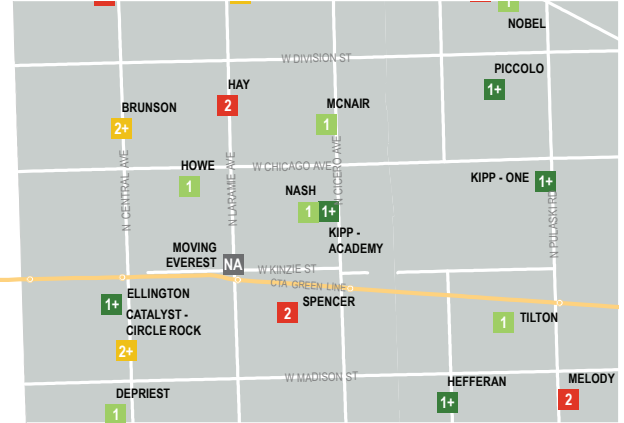 1
NOBEL
W DIVISION ST
PICCOLO
1+
HAY
2
BRUNSON
2+
MCNAIR
1
HOWE
1
W CHICAGO AVE
N CENTRAL AVE
N LARAMIE AVE
N CICERO AVE
KIPP - ONE
1+
N PULASKI RD
NASH
1
1+
KIPP -
ACADEMY
MOVING
EVEREST
NA
W KINZIE ST
CTA GREEN LINE
ELLINGTON
1+
CATALYST -
CIRCLE ROCK
2+
SPENCER
2
TILTON
1
W MADISON ST
DEPRIEST
1
HEFFERAN
1+
MELODY
2